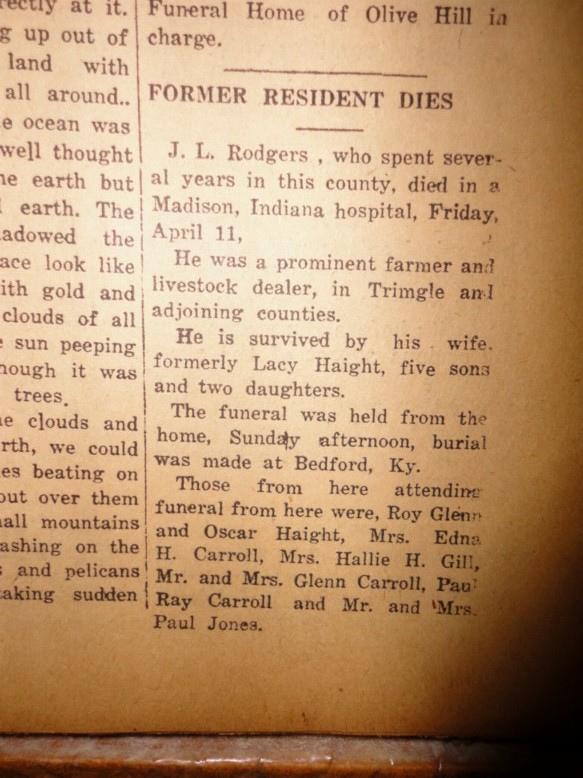 rectly at it.
g up out of
land with
all around..
e ocean was
well thought
ne earth but
earth. The
adowed the
ace look like
ith gold and
clouds of all
e sun peeping
hough it was
trees.
e clouds and
rth, we could
es beating on
out over them
nall mountains
ashing on the
s and pelicans
taking sudden
Funeral Home of Olive Hill in
charge.
FORMER RESIDENT DIES
J. L. Rodgers , who spent sever-
al years in this county, died in a
Madison, Indiana hospital, Friday,
April 11,
He was a prominent farmer and
livestock dealer, in Trimgle and
adjoining counties.
He is survived by his wife.
formerly Lacy Haight, five sons
and two daughters.
The funeral was held from the
home, Sunday afternoon, burial
was made at Bedford, Ky.
Those from here attending
funeral from here were, Roy Glenn
and Oscar Haight, Mrs. Edna
H. Carroll, Mrs. Hallie H. Gill,
Mr. and Mrs. Glenn Carroll, Paul
Ray Carroll and Mr. and Mrs.
Paul Jones.